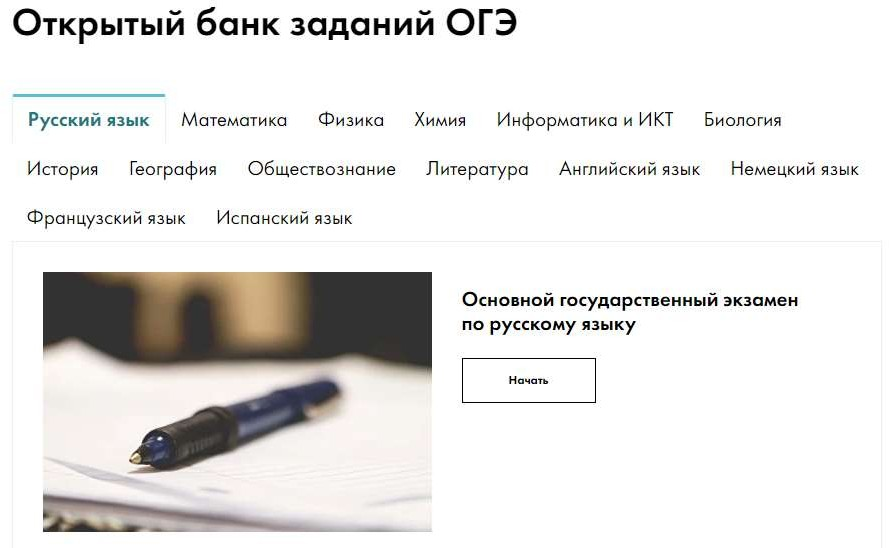 Открытый банк заданий ОГЭ
Русский язык Математика Физика Химия Информатика и ИКТ Биология
История География Обществознание Литература Английский язык Немецкий язык
Французский язык Испанский язык
Основной государственный экзамен
по русскому языку
Начать